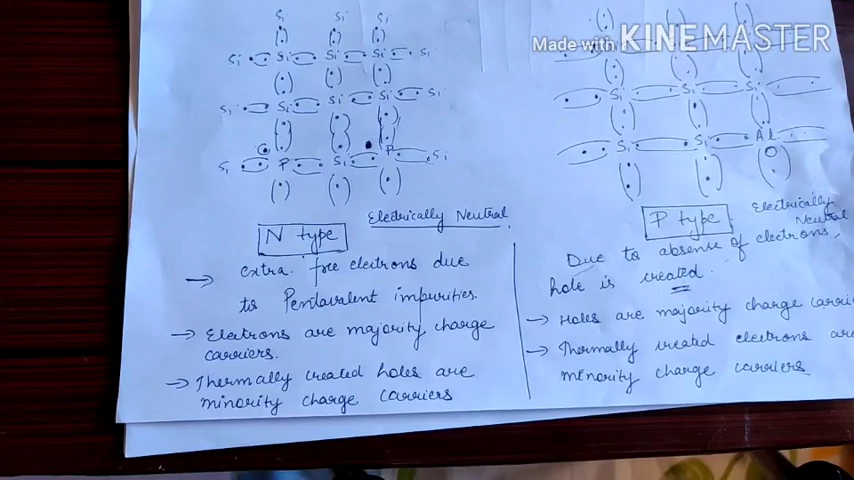 Made with KINEMASTER
Si Si Si
Si Si Si Si Si
Si Si Si Si Si
Si P Si P Si
N type
Electrically Neutral
→ extra free electrons due
to Pentavalent impurities.
→ Electrons are majority charge
carriers.
→ Thermally created holes are
minority charge carriers
Si Si Si
Si Si Al
P type
Electrically
Neutral
Due to absence of electrons,
hole is created.
→ Holes are majority charge carri
→ Thermally created electrons are
minority charge carriers